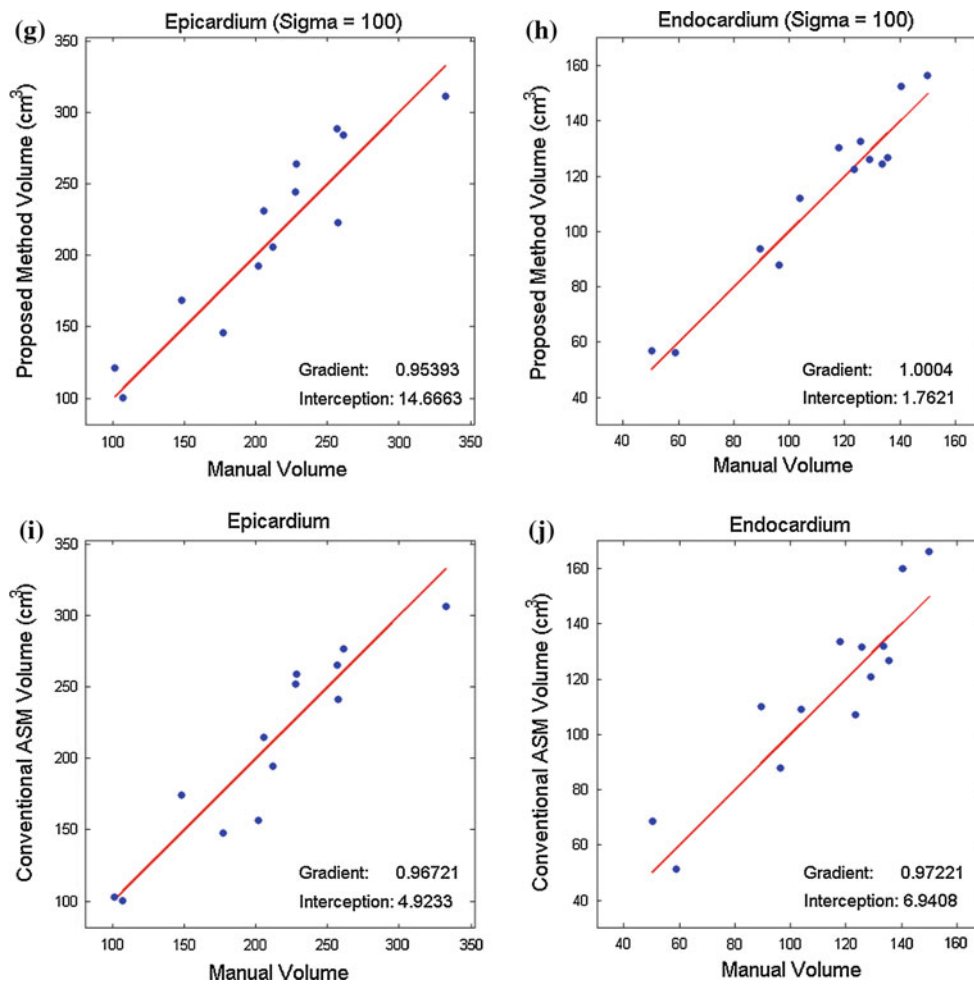 (g)
Epicardium (Sigma = 100)
Proposed Method Volume (cm³)
350
300
250
200
150
100
Gradient: 0.95393
Interception: 14.6663
100 150 200 250 300 350
Manual Volume
(h)
Endocardium (Sigma = 100)
Proposed Method Volume (cm³)
160
140
120
100
80
60
40
Gradient: 1.0004
Interception: 1.7621
40 60 80 100 120 140 160
Manual Volume
(i)
Epicardium
Conventional ASM Volume (cm³)
350
300
250
200
150
100
Gradient: 0.96721
Interception: 4.9233
100 150 200 250 300 350
Manual Volume
(j)
Endocardium
Conventional ASM Volume (cm³)
160
140
120
100
80
60
40
Gradient: 0.97221
Interception: 6.9408
40 60 80 100 120 140 160
Manual Volume